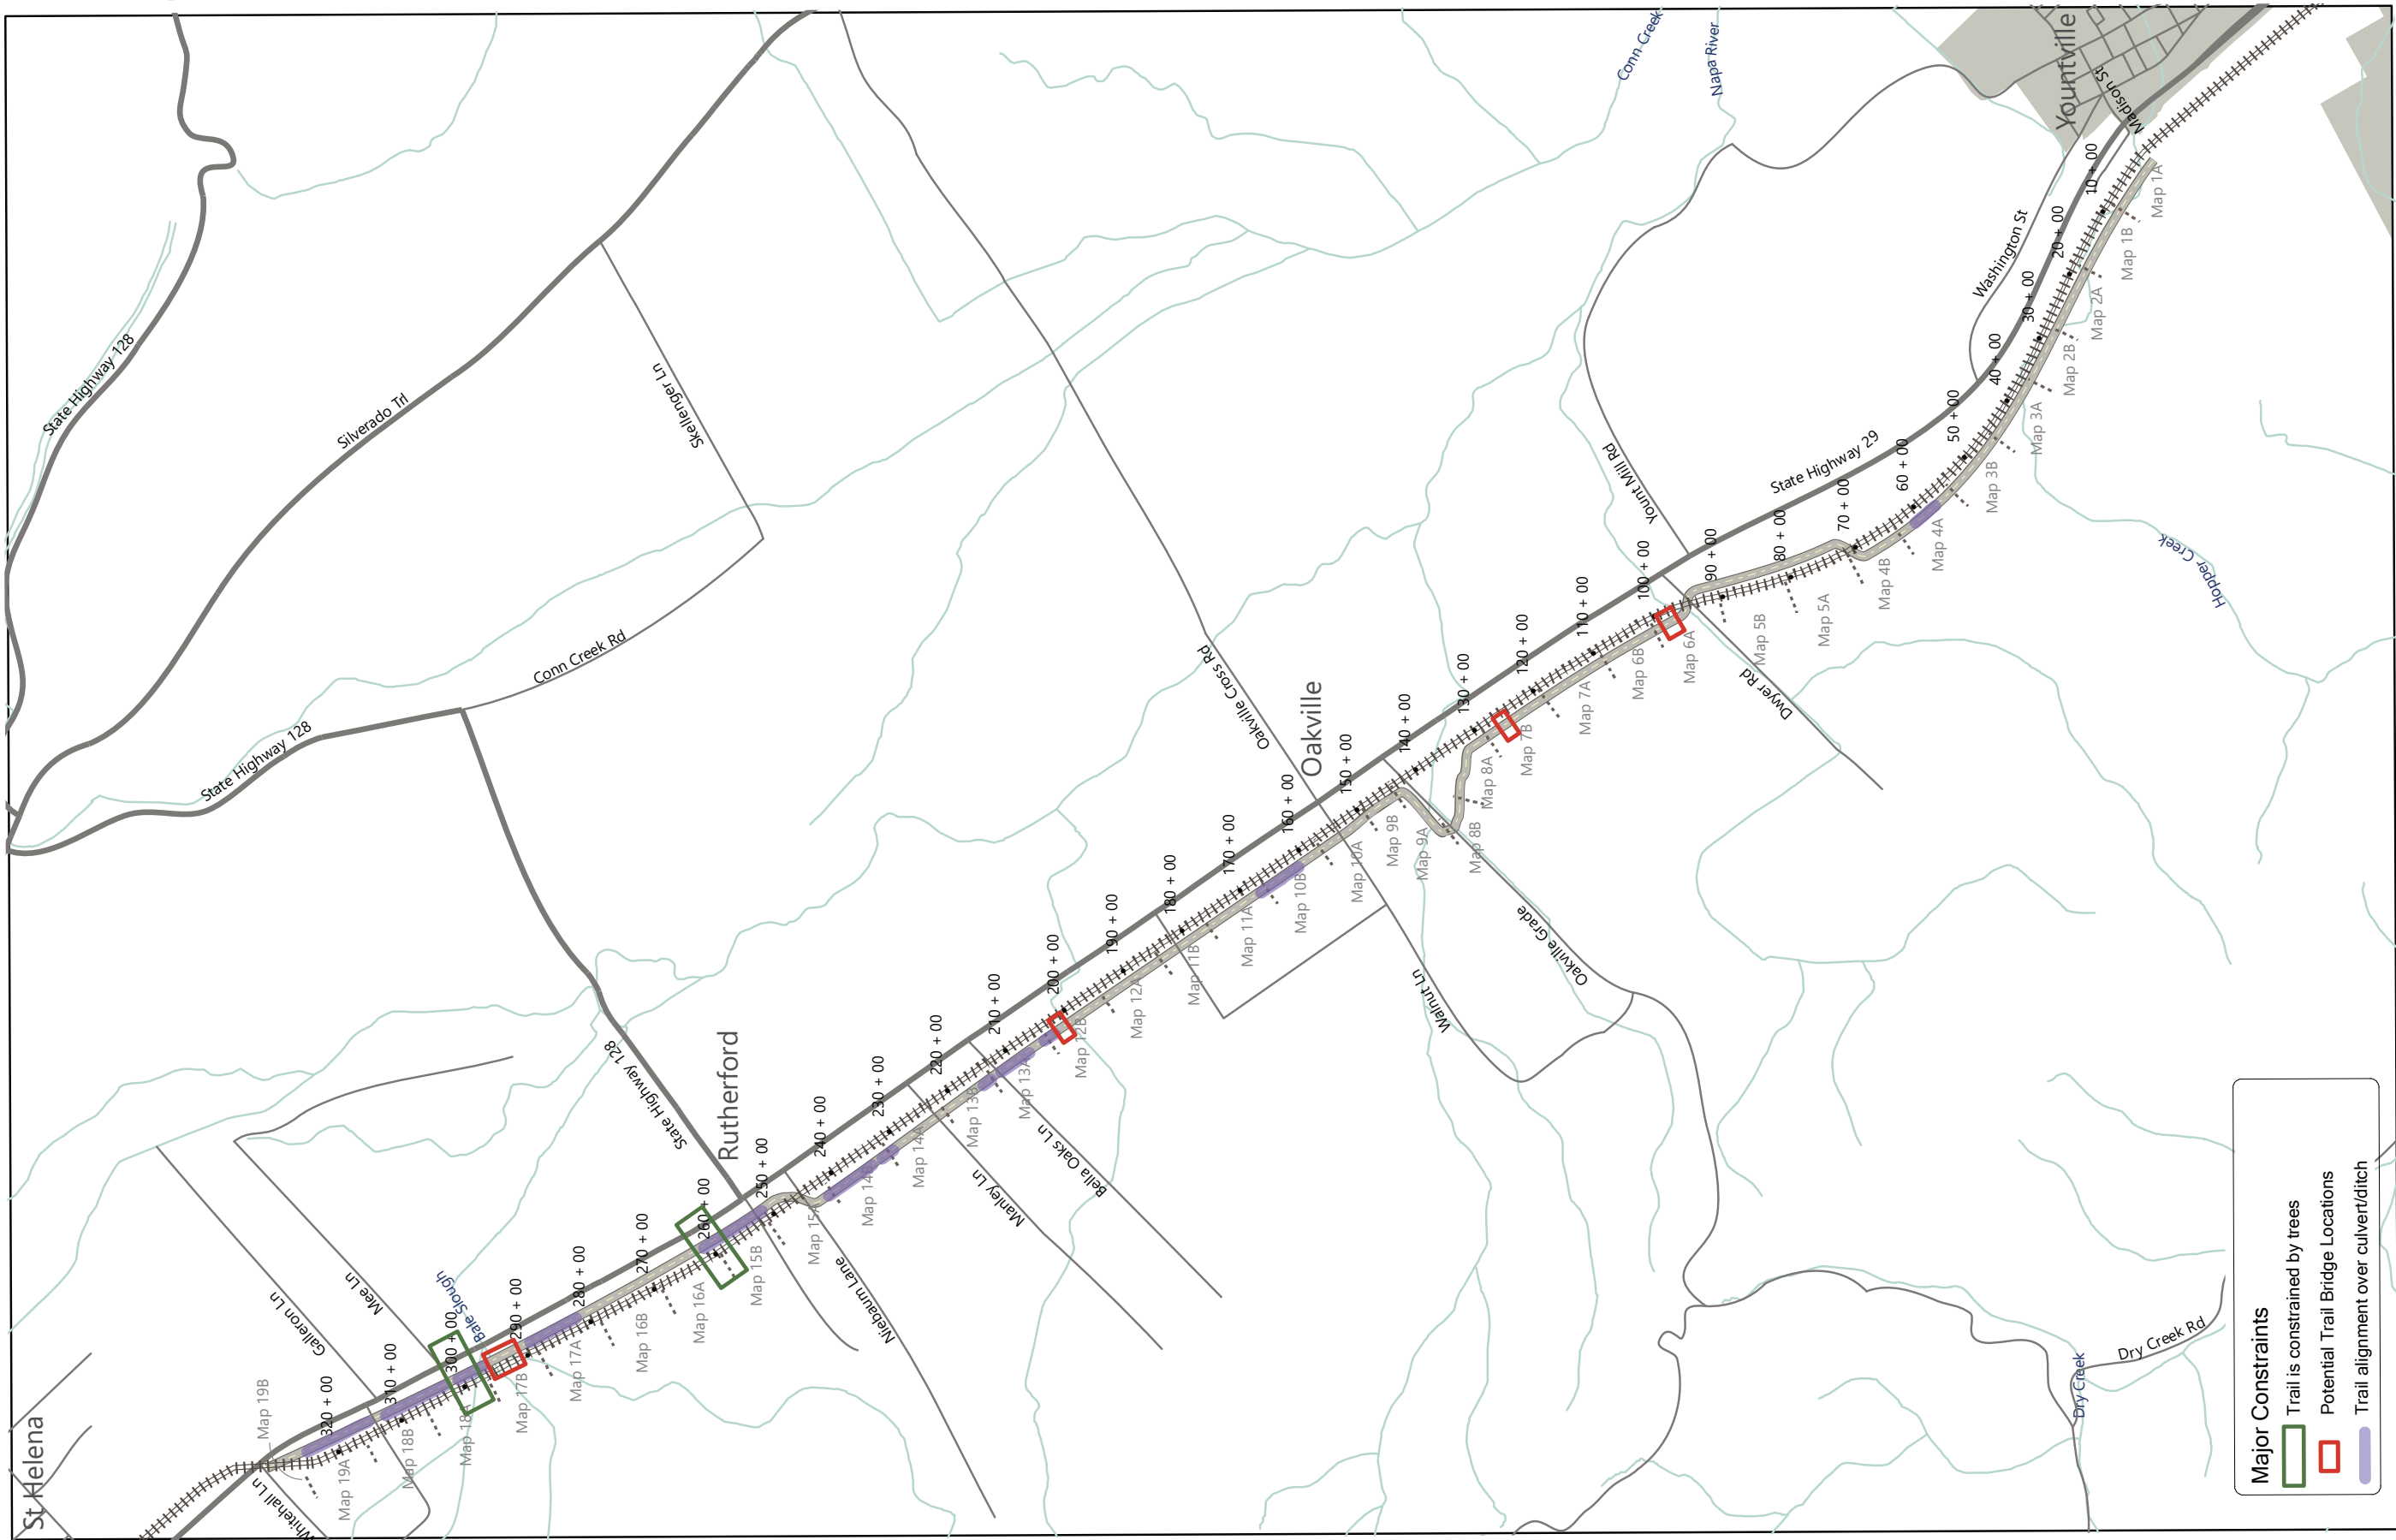 Yountville
Madison St
Conn Creek
Napa River
State Highway 128
Silverado Trl
Skellenger Ln
Conn Creek Rd
State Highway 128
Oakville Cross Rd
Yount Mill Rd
Washington St
State Highway 29
Hopper Creek
Dwyer Rd
Oakville
Oakville Grade
Walnut Ln
State Highway 128
Rutherford
Bella Oaks Ln
Manley Ln
Niebaum Lane
Mee Ln
Galleron Ln
Bale Slough
Whitehall Ln
St Helena
Dry Creek
Dry Creek Rd
10 + 00
20 + 00
30 + 00
40 + 00
50 + 00
60 + 00
70 + 00
80 + 00
90 + 00
100 + 00
110 + 00
120 + 00
130 + 00
140 + 00
150 + 00
160 + 00
170 + 00
180 + 00
190 + 00
200 + 00
210 + 00
220 + 00
230 + 00
240 + 00
250 + 00
260 + 00
270 + 00
280 + 00
290 + 00
300 + 00
310 + 00
320 + 00
Map 1A
Map 1B
Map 2A
Map 2B
Map 3A
Map 3B
Map 4A
Map 4B
Map 5A
Map 5B
Map 6A
Map 6B
Map 7A
Map 7B
Map 8A
Map 8B
Map 9A
Map 9B
Map 10A
Map 10B
Map 11A
Map 11B
Map 12A
Map 12B
Map 13A
Map 13B
Map 14A
Map 14B
Map 15A
Map 15B
Map 16A
Map 16B
Map 17A
Map 17B
Map 18A
Map 18B
Map 19A
Map 19B
Major Constraints
Trail is constrained by trees
Potential Trail Bridge Locations
Trail alignment over culvert/ditch